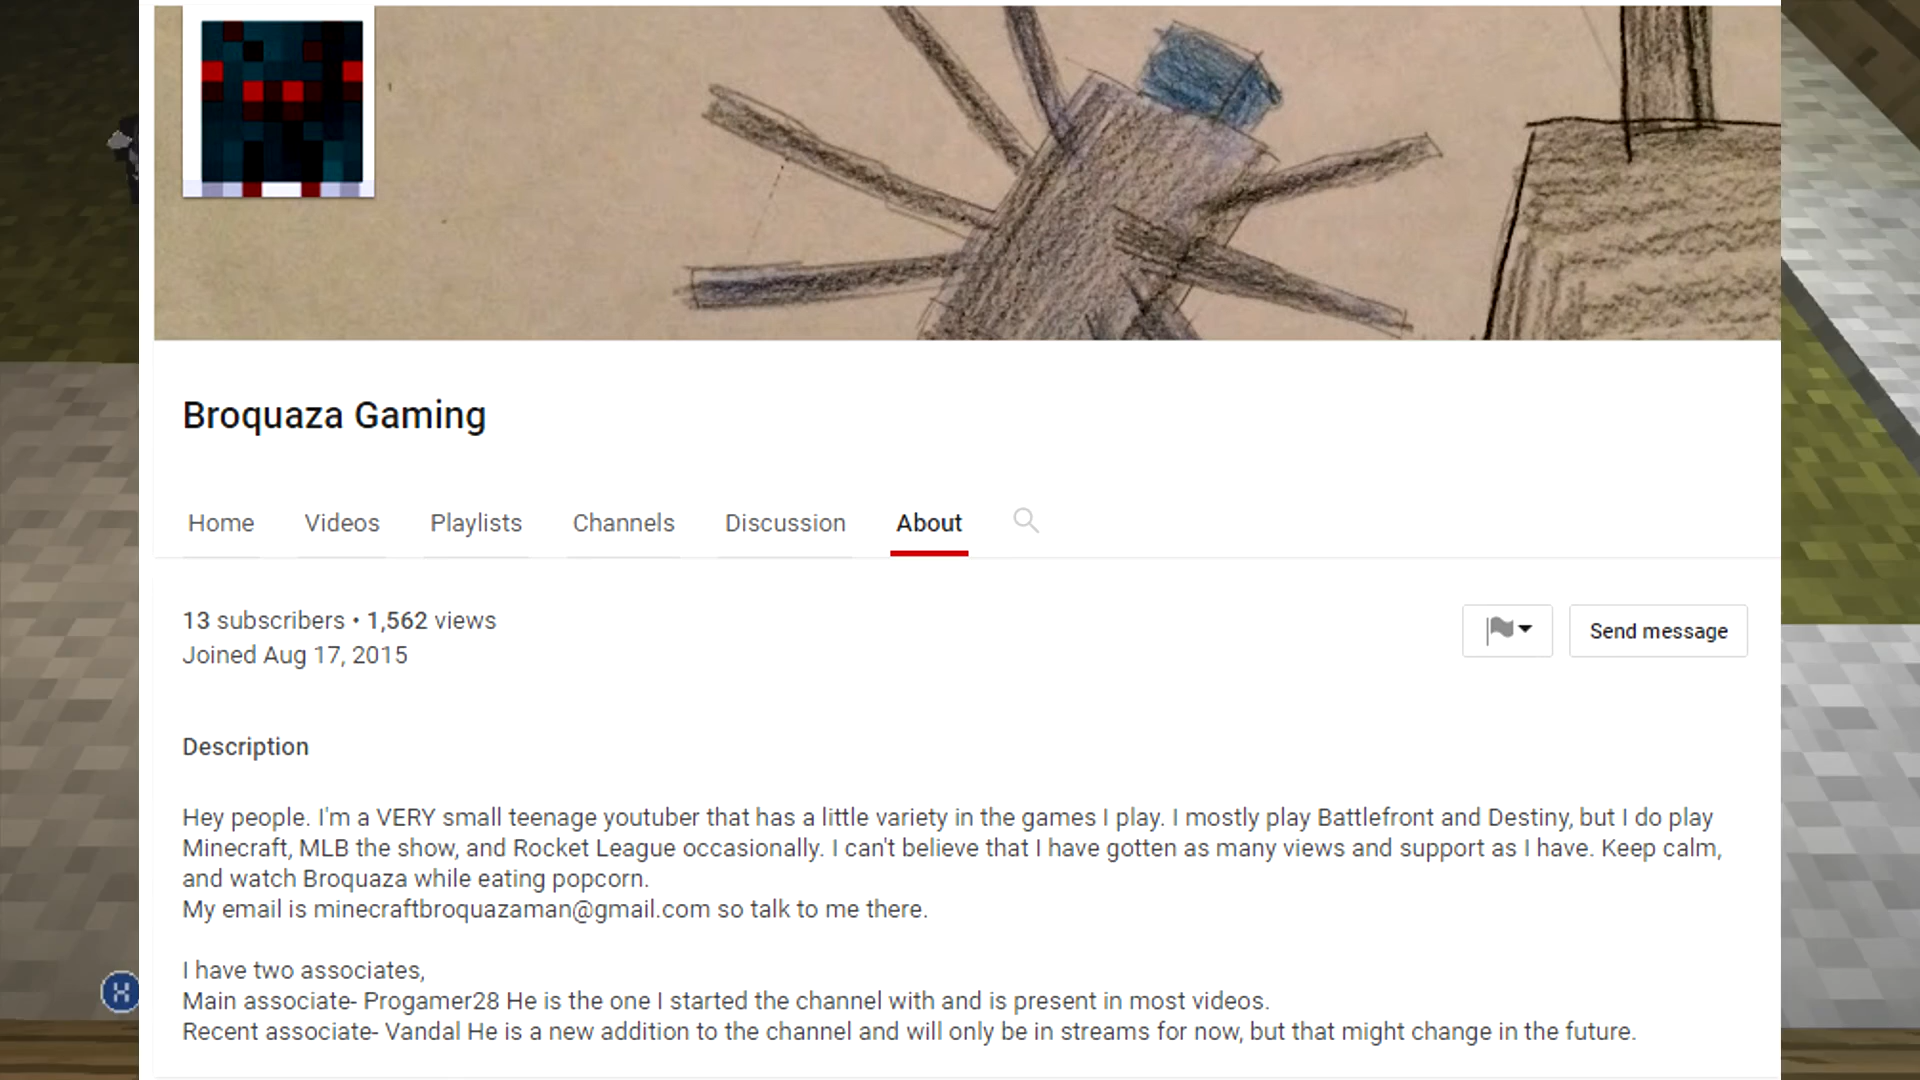 Broquaza Gaming
Home Videos Playlists Channels Discussion About
13 subscribers • 1,562 views
Send message
Joined Aug 17, 2015
Description
Hey people. I'm a VERY small teenage youtuber that has a little variety in the games I play. I mostly play Battlefront and Destiny, but I do play
Minecraft, MLB the show, and Rocket League occasionally. I can't believe that I have gotten as many views and support as I have. Keep calm,
and watch Broquaza while eating popcorn.
My email is minecraftbroquazaman@gmail.com so talk to me there.
I have two associates,
Main associate- Progamer28 He is the one I started the channel with and is present in most videos.
Recent associate- Vandal He is a new addition to the channel and will only be in streams for now, but that might change in the future.
X